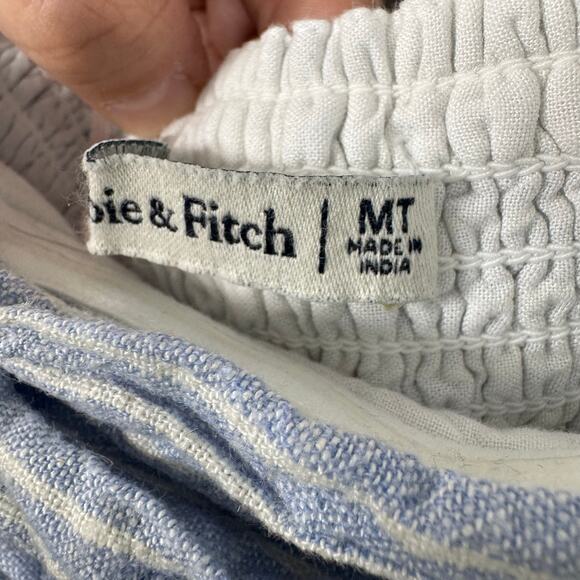 bie & Fitch | MT
MADE IN
INDIA